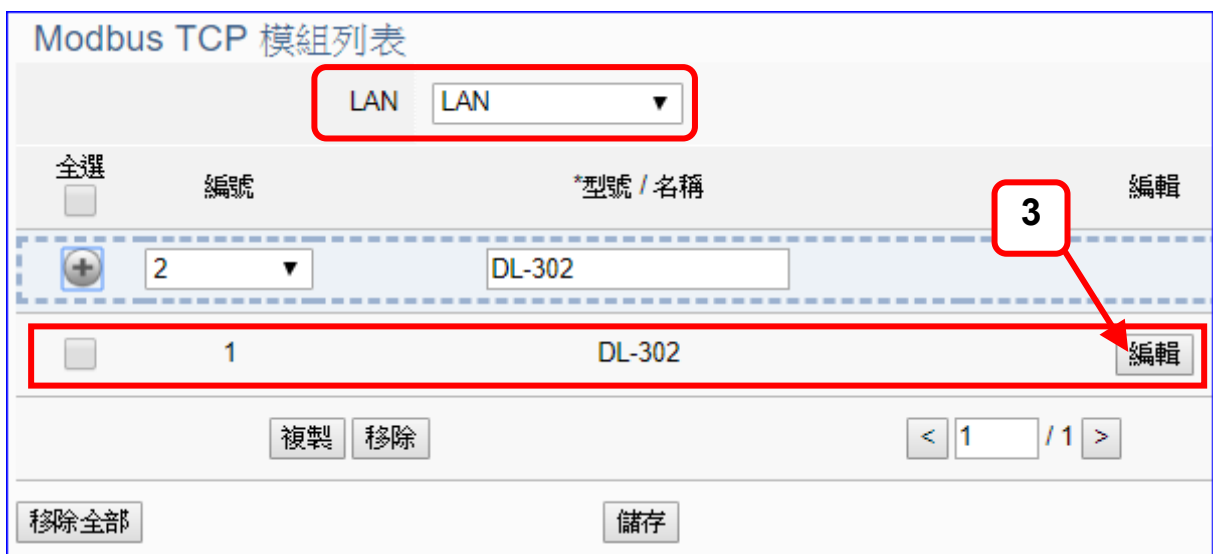 Modbus TCP 模組列表
LAN LAN
全選 編號 *型號 / 名稱 編輯
3
2 DL-302
1 DL-302 編輯
複製 移除 < 1 / 1 >
移除全部 儲存